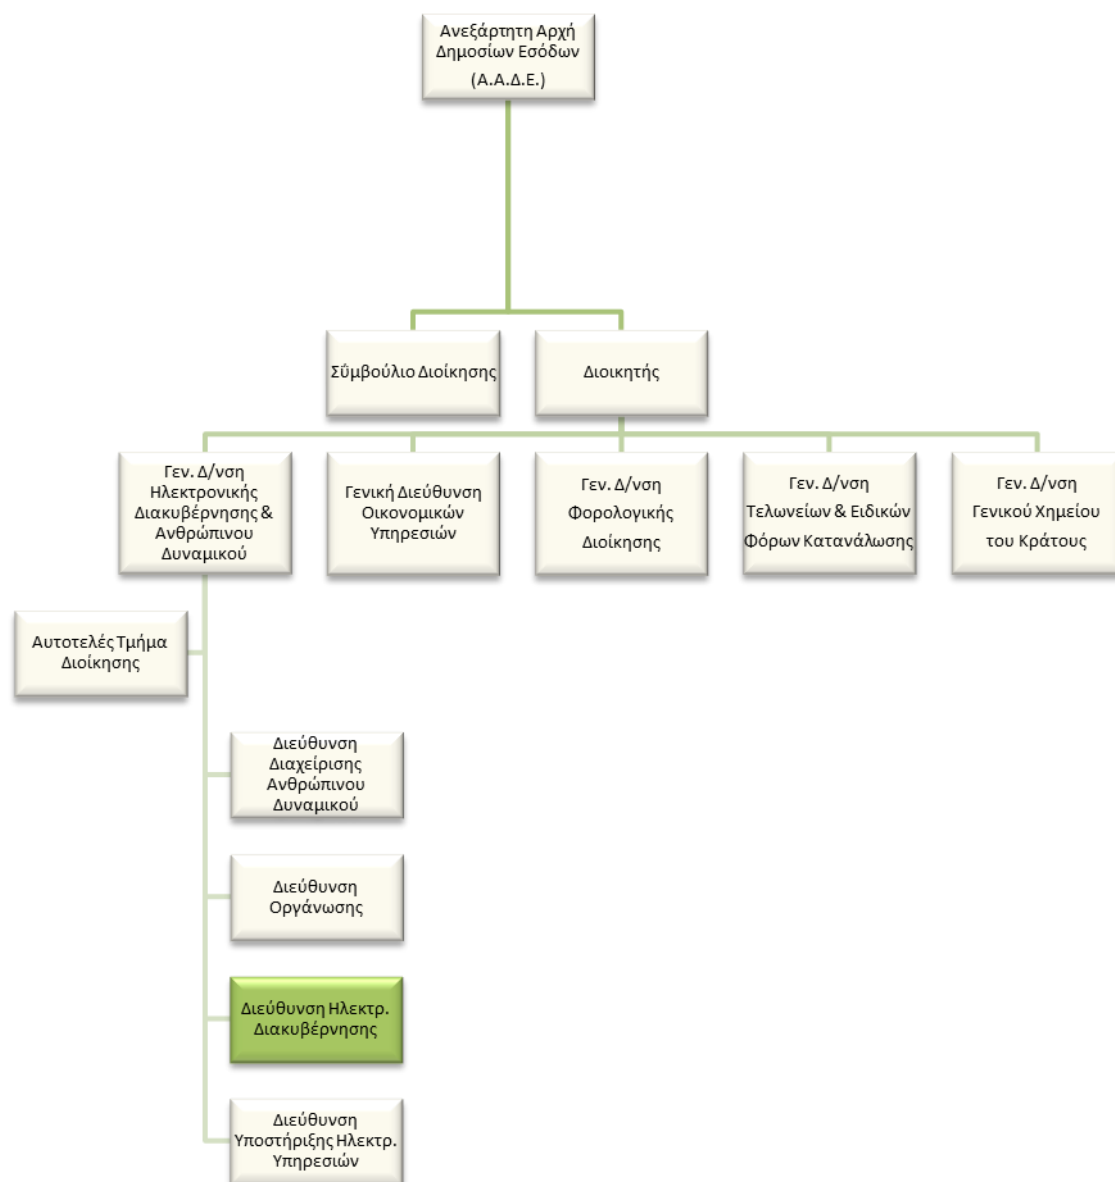 Ανεξάρτητη Αρχή
Δημοσίων Εσόδων
(Α.Α.Δ.Ε.)
Σΰμβούλιο Διοίκησης
Διοικητής
Γεν. Δ/νση
Ηλεκτρονικής
Διακυβέρνησης &
Ανθρώπινου
Δυναμικού
Γενική Διεύθυνση
Οικονομικών
Υπηρεσιών
Γεν. Δ/νση
Φορολογικής
Διοίκησης
Γεν. Δ/νση
Τελωνείων & Ειδικών
Φόρων Κατανάλωσης
Γεν. Δ/νση
Γενικού Χημείου
του Κράτους
Αυτοτελές Τμήμα
Διοίκησης
Διεύθυνση
Διαχείρισης
Ανθρώπινου
Δυναμικού
Διεύθυνση
Οργάνωσης
Διεύθυνση Ηλεκτρ.
Διακυβέρνησης
Διεύθυνση
Υποστήριξης Ηλεκτρ.
Υπηρεσιών